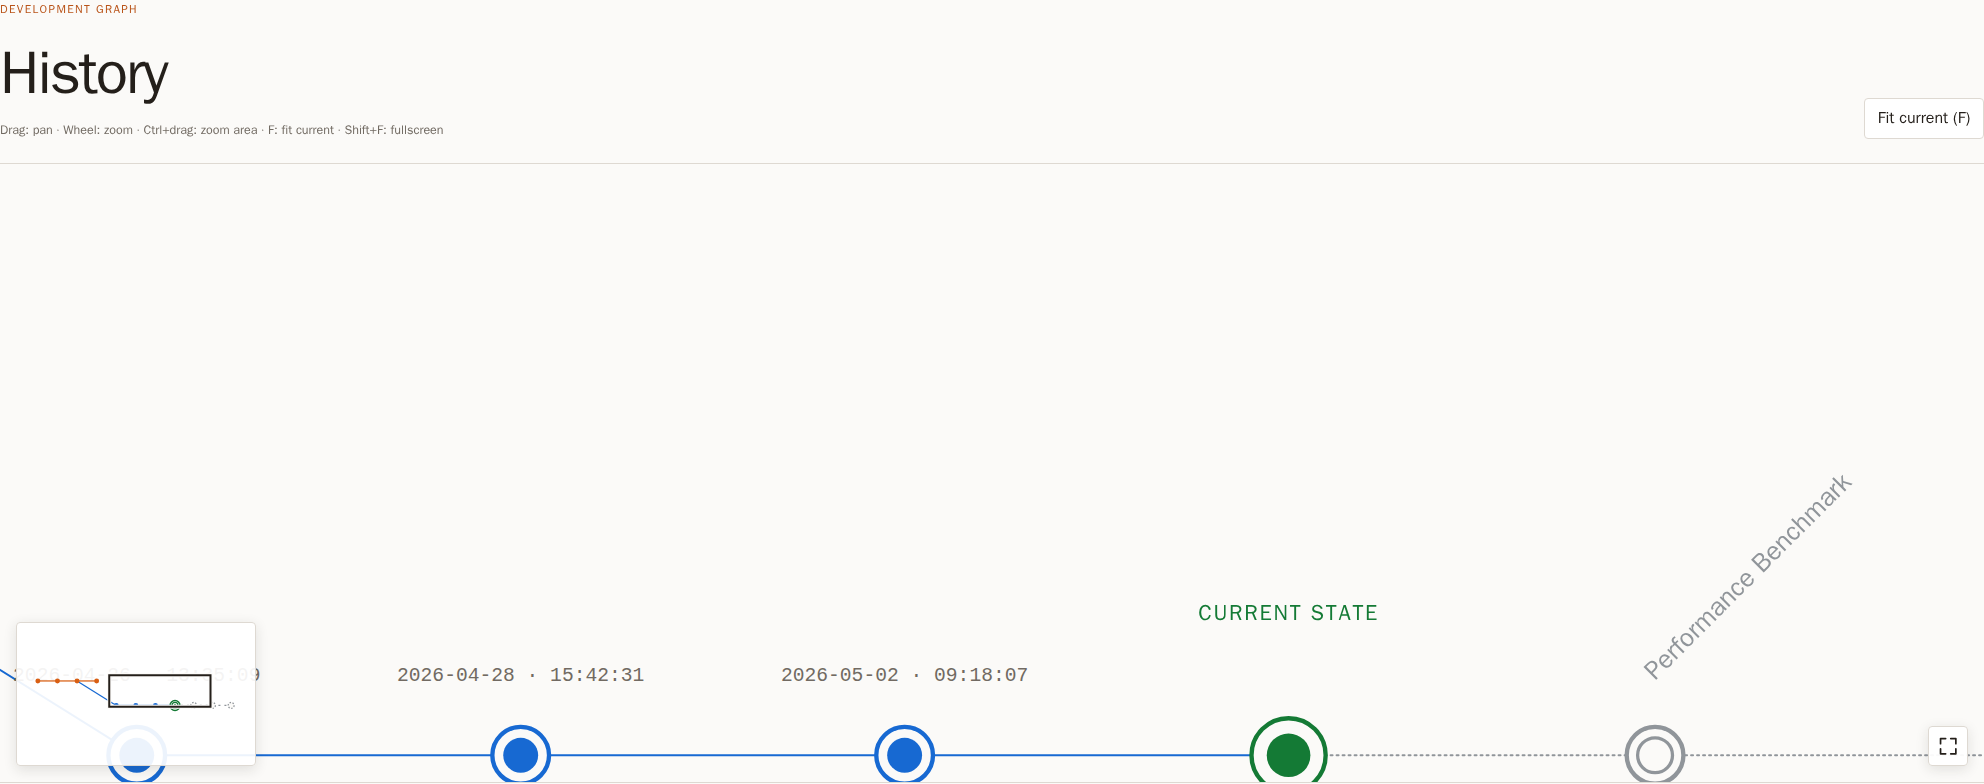 DEVELOPMENT GRAPH
History
Drag: pan · Wheel: zoom · Ctrl+drag: zoom area · F: fit current · Shift+F: fullscreen
Fit current (F)
Performance Benchmark
CURRENT STATE
2026-04-28 · 15:42:31
2026-05-02 · 09:18:07